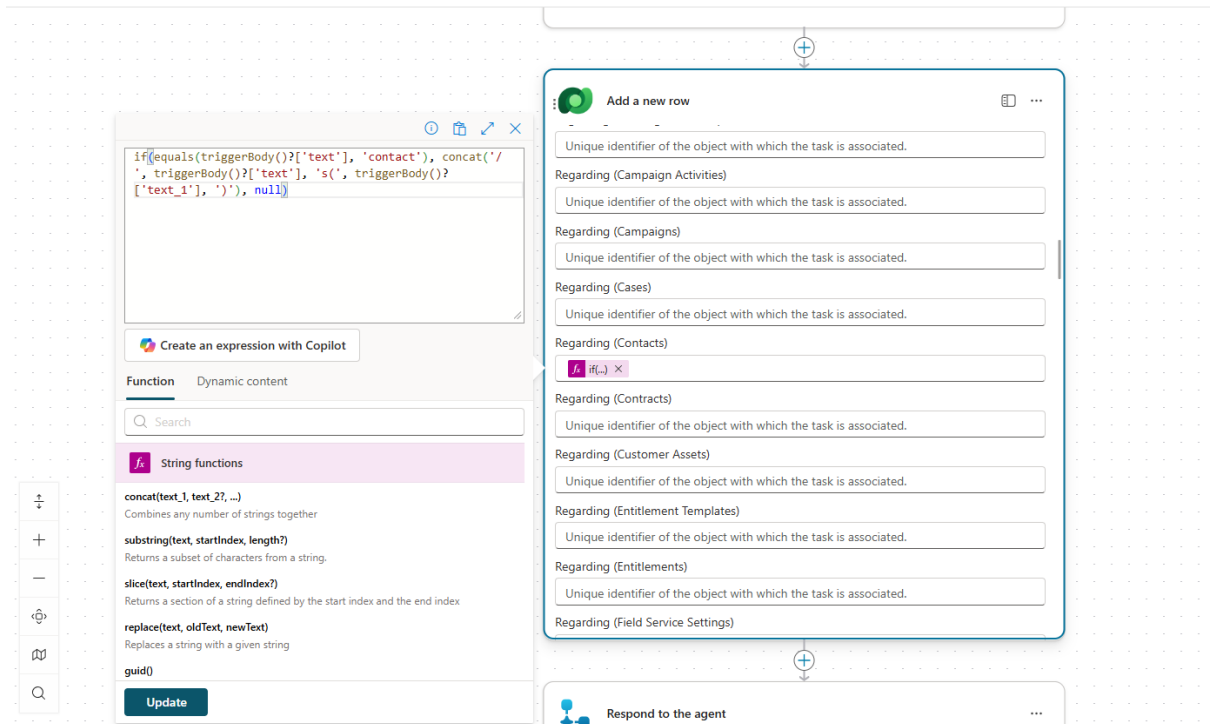 Add a new row
if(equals(triggerBody()?['text'], 'contact'), concat('/
', triggerBody()?['text'], 's(', triggerBody()?
['text_1'], ')'), null)
Create an expression with Copilot
Function
Dynamic content
Search
fx
String functions
concat(text_1, text_2?, ...)
Combines any number of strings together
substring(text, startIndex, length?)
Returns a subset of characters from a string.
slice(text, startIndex, endIndex?)
Returns a section of a string defined by the start index and the end index
replace(text, oldText, newText)
Replaces a string with a given string
guid()
Update
Unique identifier of the object with which the task is associated.
Regarding (Campaign Activities)
Unique identifier of the object with which the task is associated.
Regarding (Campaigns)
Unique identifier of the object with which the task is associated.
Regarding (Cases)
Unique identifier of the object with which the task is associated.
Regarding (Contacts)
fx if(...)
Regarding (Contracts)
Unique identifier of the object with which the task is associated.
Regarding (Customer Assets)
Unique identifier of the object with which the task is associated.
Regarding (Entitlement Templates)
Unique identifier of the object with which the task is associated.
Regarding (Entitlements)
Unique identifier of the object with which the task is associated.
Regarding (Field Service Settings)
Respond to the agent